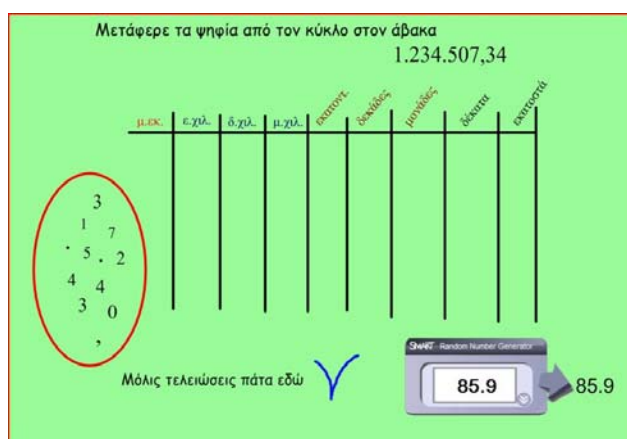 Μετάφερε τα ψηφία από τον κύκλο στον άβακα
1.234.507,34
μ.εκ. ε.χιλ. δ.χιλ. μ.χιλ. εκατοντ. δεκάδες μονάδες δέκατα εκατοστά
3
1 7
. 5 . 2
4 4
3 0
,
Μόλις τελειώσεις πάτα εδώ
SMART Random Number Generator
85.9 85.9